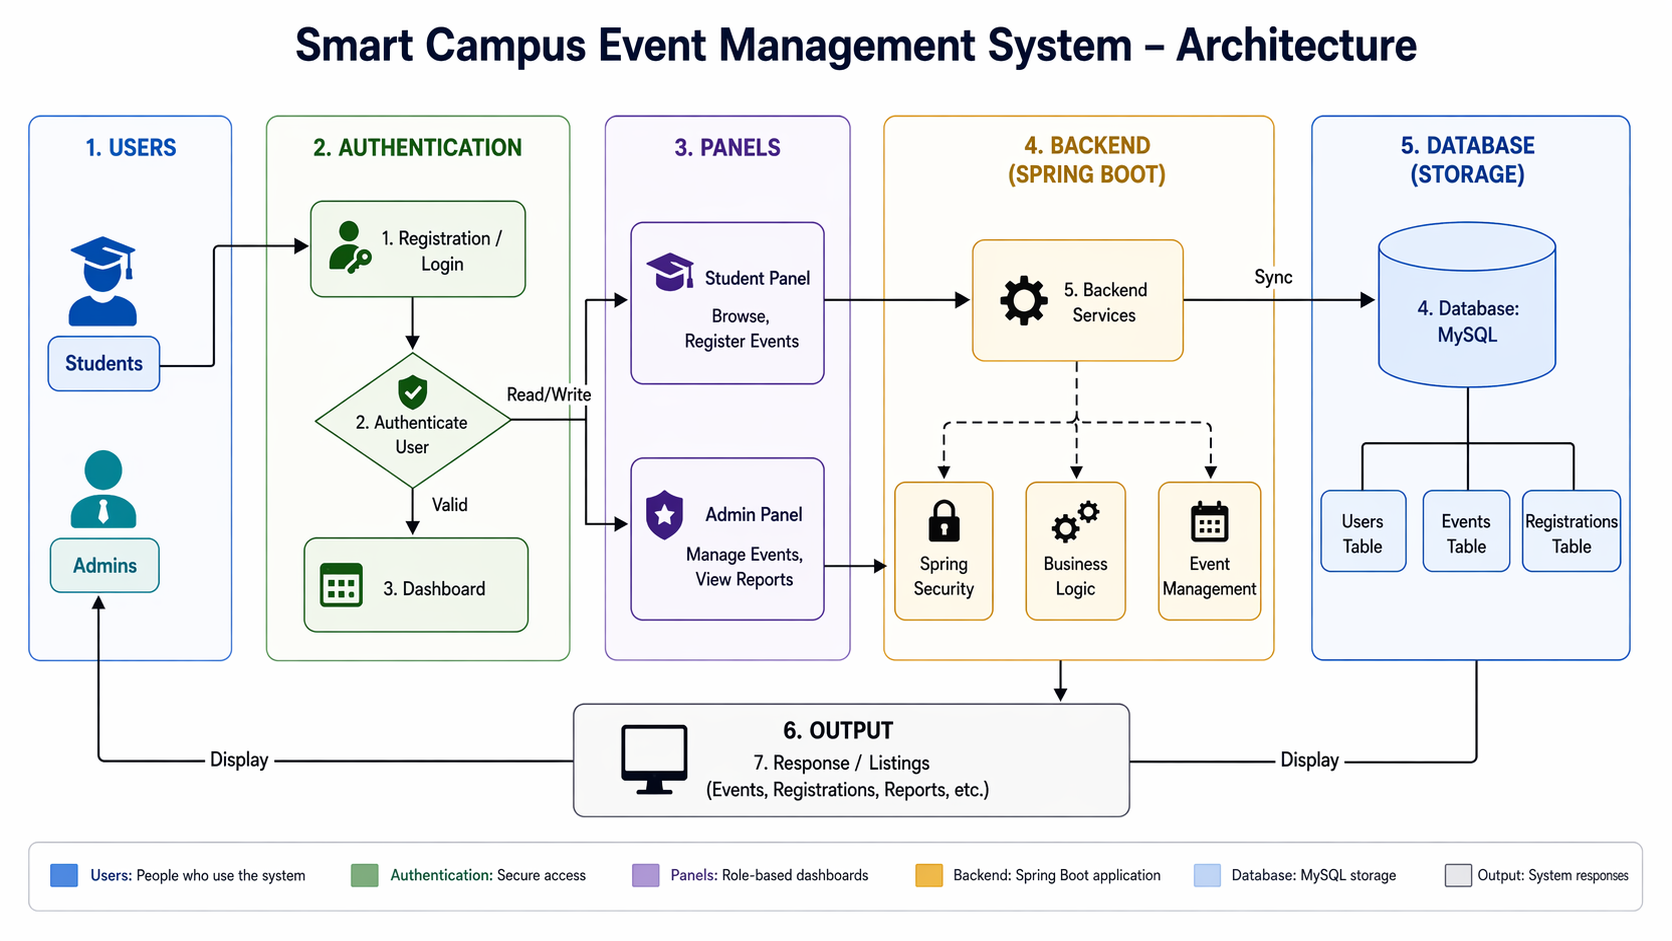 Smart Campus Event Management System – Architecture
1. USERS
Students
Admins
2. AUTHENTICATION
1. Registration /
Login
2. Authenticate
User
Valid
3. Dashboard
Read/Write
3. PANELS
Student Panel
Browse,
Register Events
Admin Panel
Manage Events,
View Reports
4. BACKEND
(SPRING BOOT)
5. Backend
Services
Spring
Security
Business
Logic
Event
Management
Sync
5. DATABASE
(STORAGE)
4. Database:
MySQL
Users
Table
Events
Table
Registrations
Table
6. OUTPUT
7. Response / Listings
(Events, Registrations, Reports, etc.)
Display
Display
Users: People who use the system
Authentication: Secure access
Panels: Role-based dashboards
Backend: Spring Boot application
Database: MySQL storage
Output: System responses